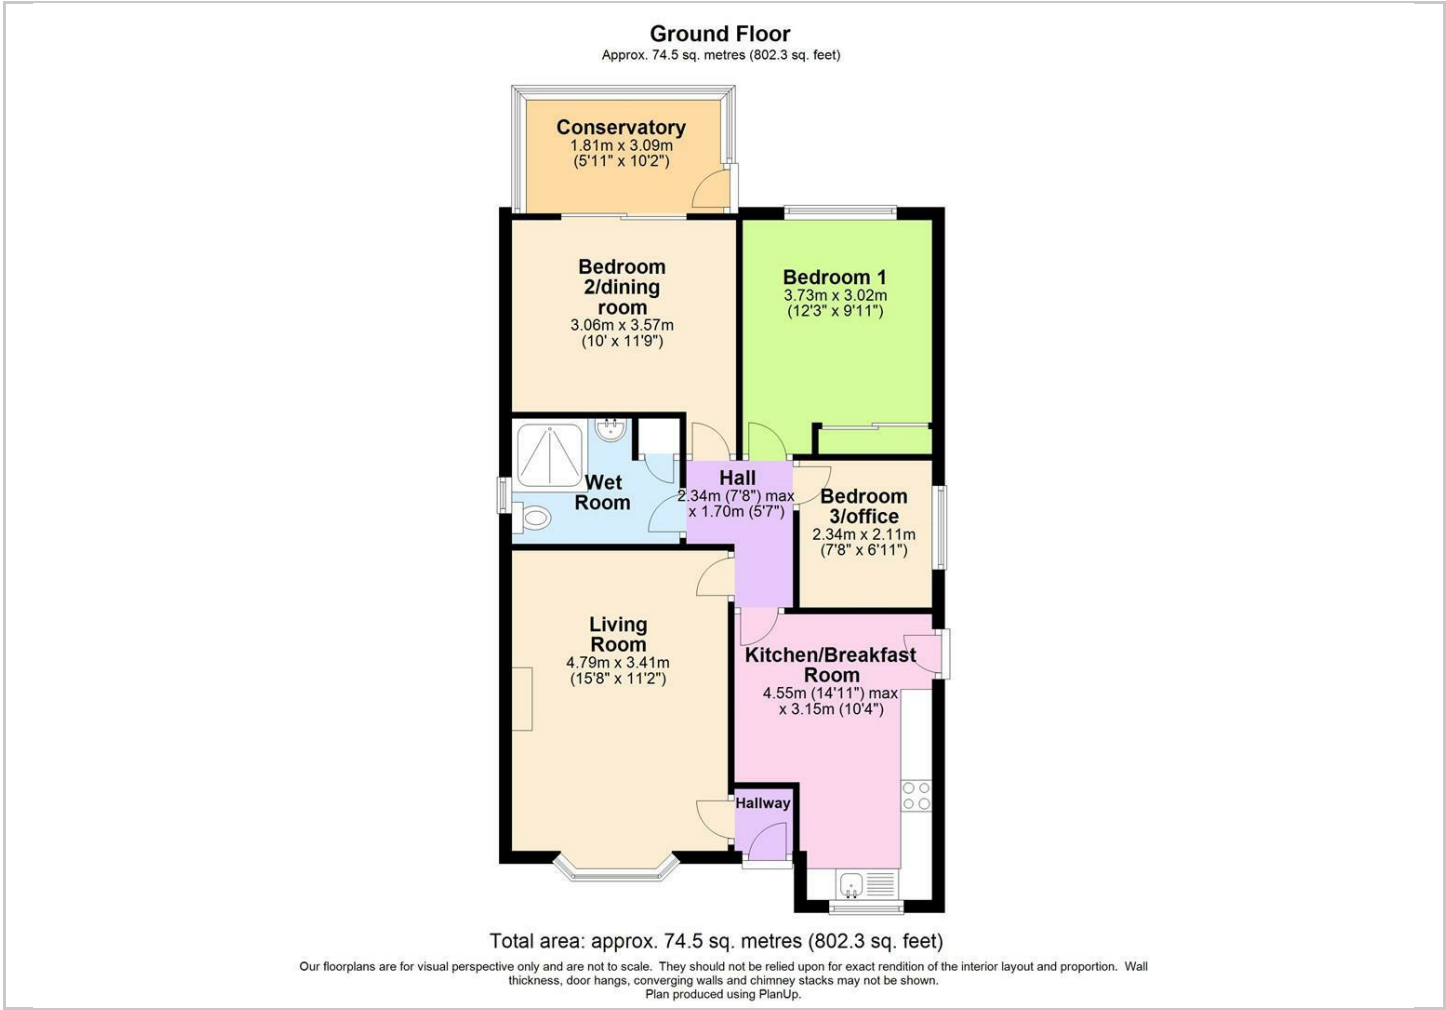 Ground Floor
Approx. 74.5 sq. metres (802.3 sq. feet)
Conservatory
1.81m x 3.09m
(5'11" x 10'2")
Bedroom
2/dining
room
3.06m x 3.57m
(10' x 11'9")
Bedroom 1
3.73m x 3.02m
(12'3" x 9'11")
Wet
Room
Hall
2.34m (7'8") max
x 1.70m (5'7")
Bedroom
3/office
2.34m x 2.11m
(7'8" x 6'11")
Living
Room
4.79m x 3.41m
(15'8" x 11'2")
Kitchen/Breakfast
Room
4.55m (14'11") max
x 3.15m (10'4")
Hallway
Total area: approx. 74.5 sq. metres (802.3 sq. feet)
Our floorplans are for visual perspective only and are not to scale.  They should not be relied upon for exact rendition of the interior layout and proportion.  Wall
thickness, door hangs, converging walls and chimney stacks may not be shown.
Plan produced using PlanUp.